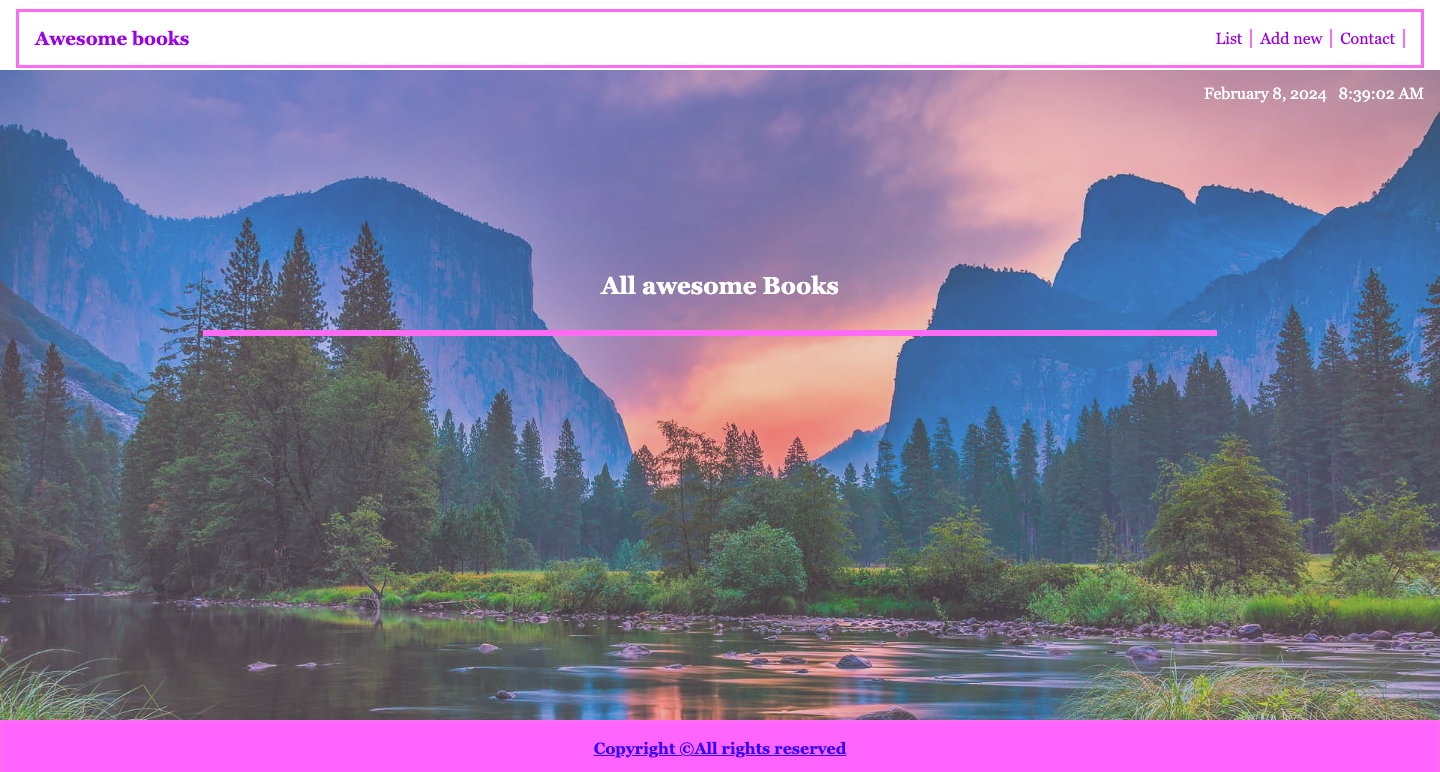 Awesome books
List | Add new | Contact |
February 8, 2024 8:39:02 AM
All awesome Books
Copyright ©All rights reserved